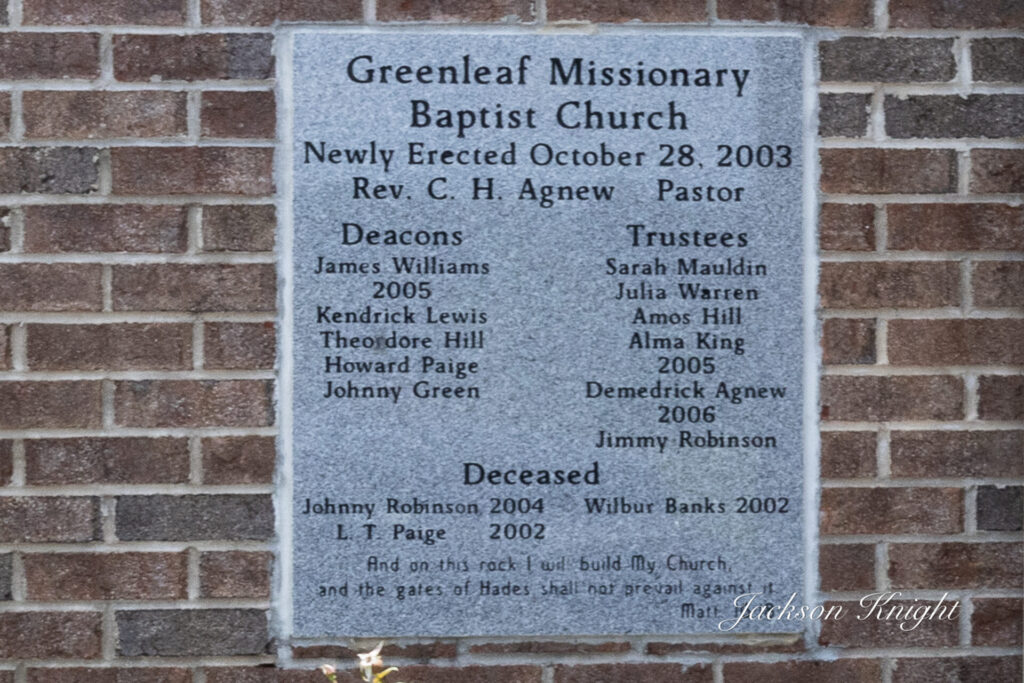 Greenleaf Missionary
Baptist Church
Newly Erected October 28, 2003
Rev. C. H. Agnew Pastor
Deacons
James Williams
2005
Kendrick Lewis
Theordore Hill
Howard Paige
Johnny Green
Trustees
Sarah Mauldin
Julia Warren
Amos Hill
Alma King
2005
Demedrick Agnew
2006
Jimmy Robinson
Deceased
Johnny Robinson 2004 Wilbur Banks 2002
L. T. Paige 2002
And on this rock I will build My Church,
and the gates of Hades shall not prevail against it
Matt
Jackson Knight